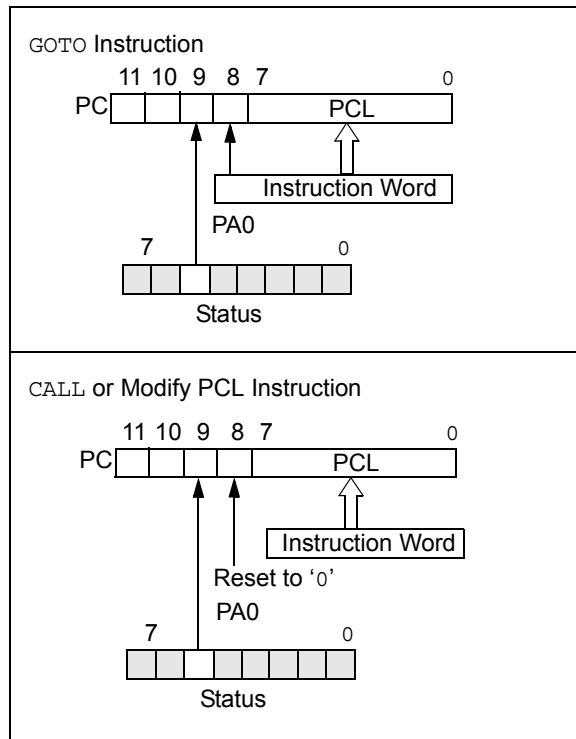 GOTO Instruction
11 10 9 8 7 0
PC PCL
Instruction Word
PA0
7 0
Status
CALL or Modify PCL Instruction
11 10 9 8 7 0
PC PCL
Instruction Word
Reset to ‘0’
PA0
7 0
Status